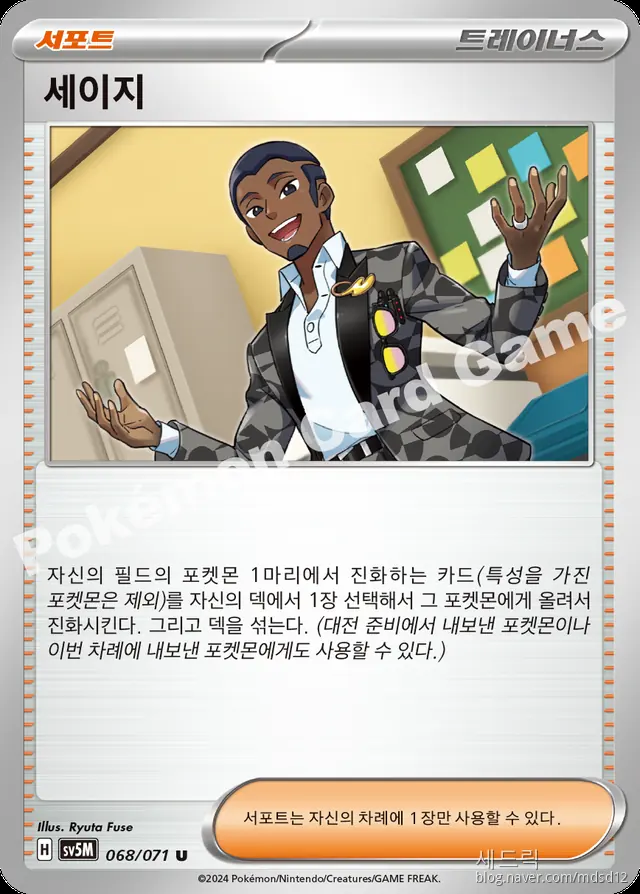 서포트
트레이너스
세이지
Pokémon Card Game
자신의 필드의 포켓몬 1마리에서 진화하는 카드(특성을 가진
포켓몬은 제외)를 자신의 덱에서 1장 선택해서 그 포켓몬에게 올려서
진화시킨다. 그리고 덱을 섞는다. (대전 준비에서 내보낸 포켓몬이나
이번 차례에 내보낸 포켓몬에게도 사용할 수 있다.)
서포트는 자신의 차례에 1장만 사용할 수 있다.
Illus. Ryuta Fuse
H SV5M 068/071 U
©2024 Pokémon/Nintendo/Creatures/GAME FREAK.
세드릭
blog.naver.com/mdsd12